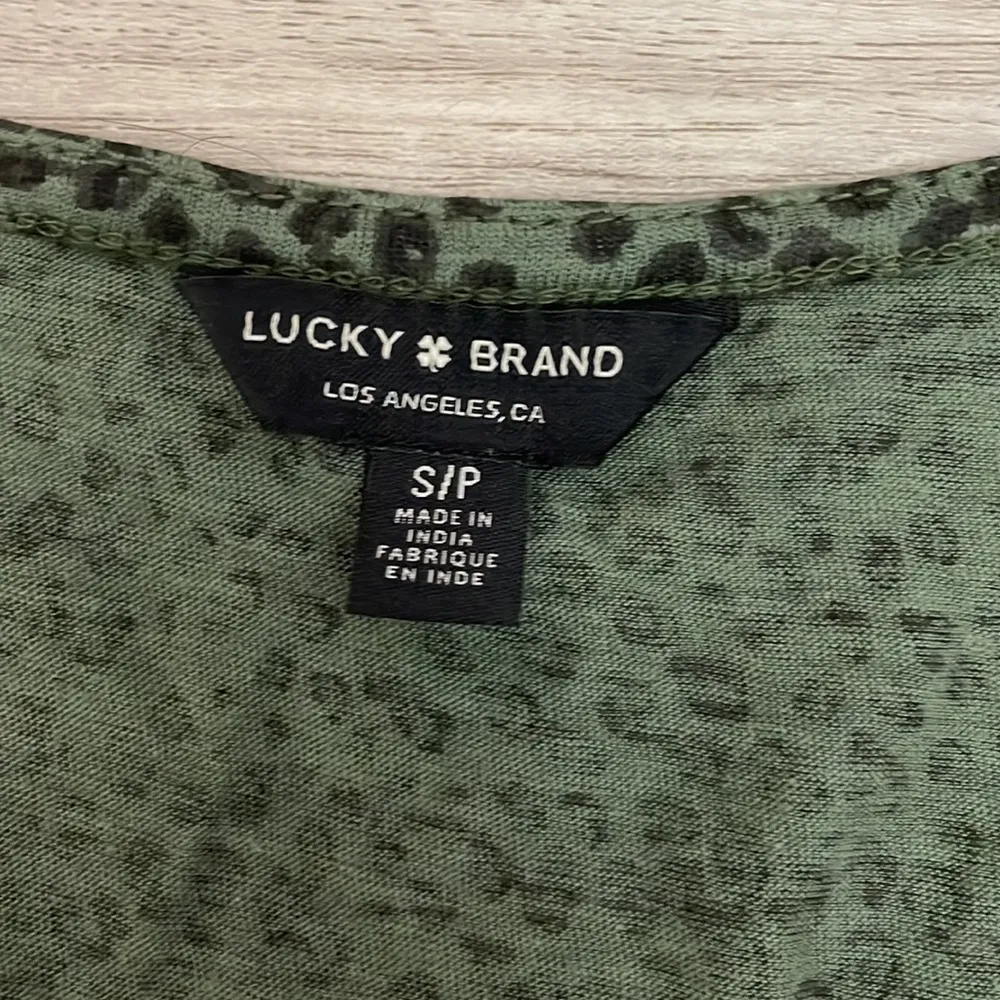 LUCKY BRAND
LOS ANGELES, CA
S/P
MADE IN
INDIA
FABRIQUE
EN INDE